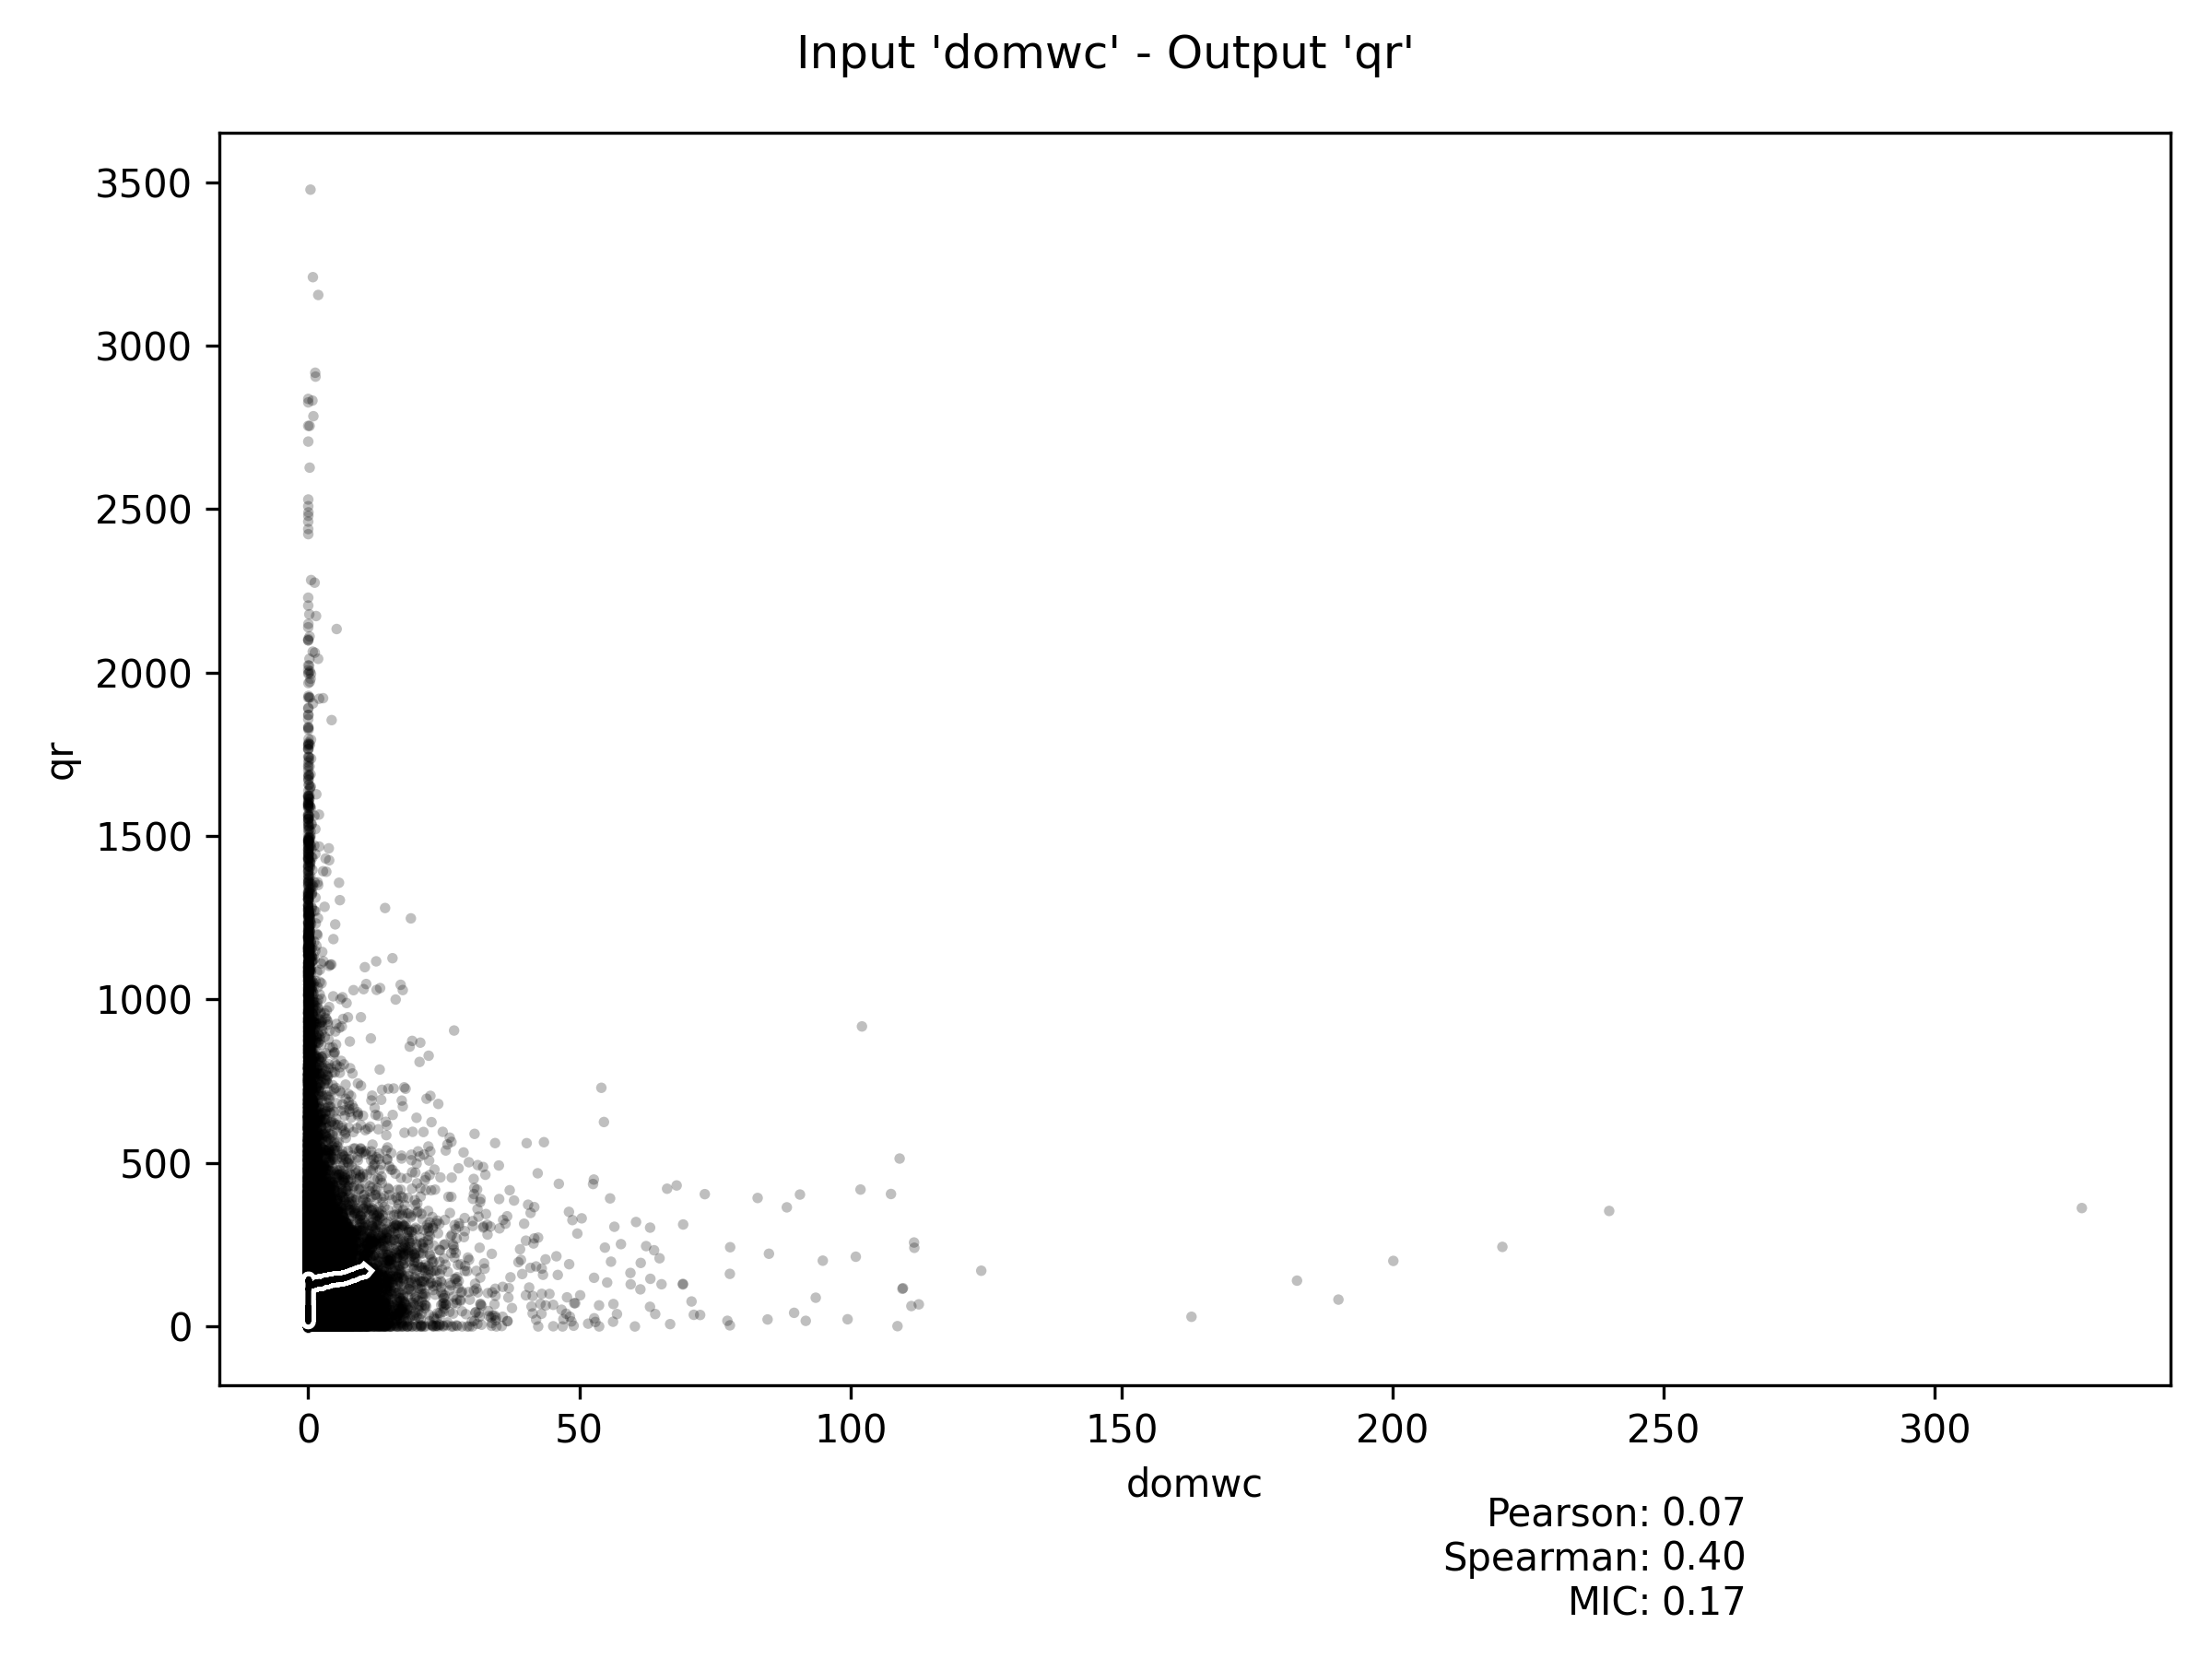 Input 'domwc' - Output 'qr'
3500
3000
2500
2000
1500
1000
500
0
qr
0 50 100 150 200 250 300
domwc
Pearson: 0.07
Spearman: 0.40
MIC: 0.17